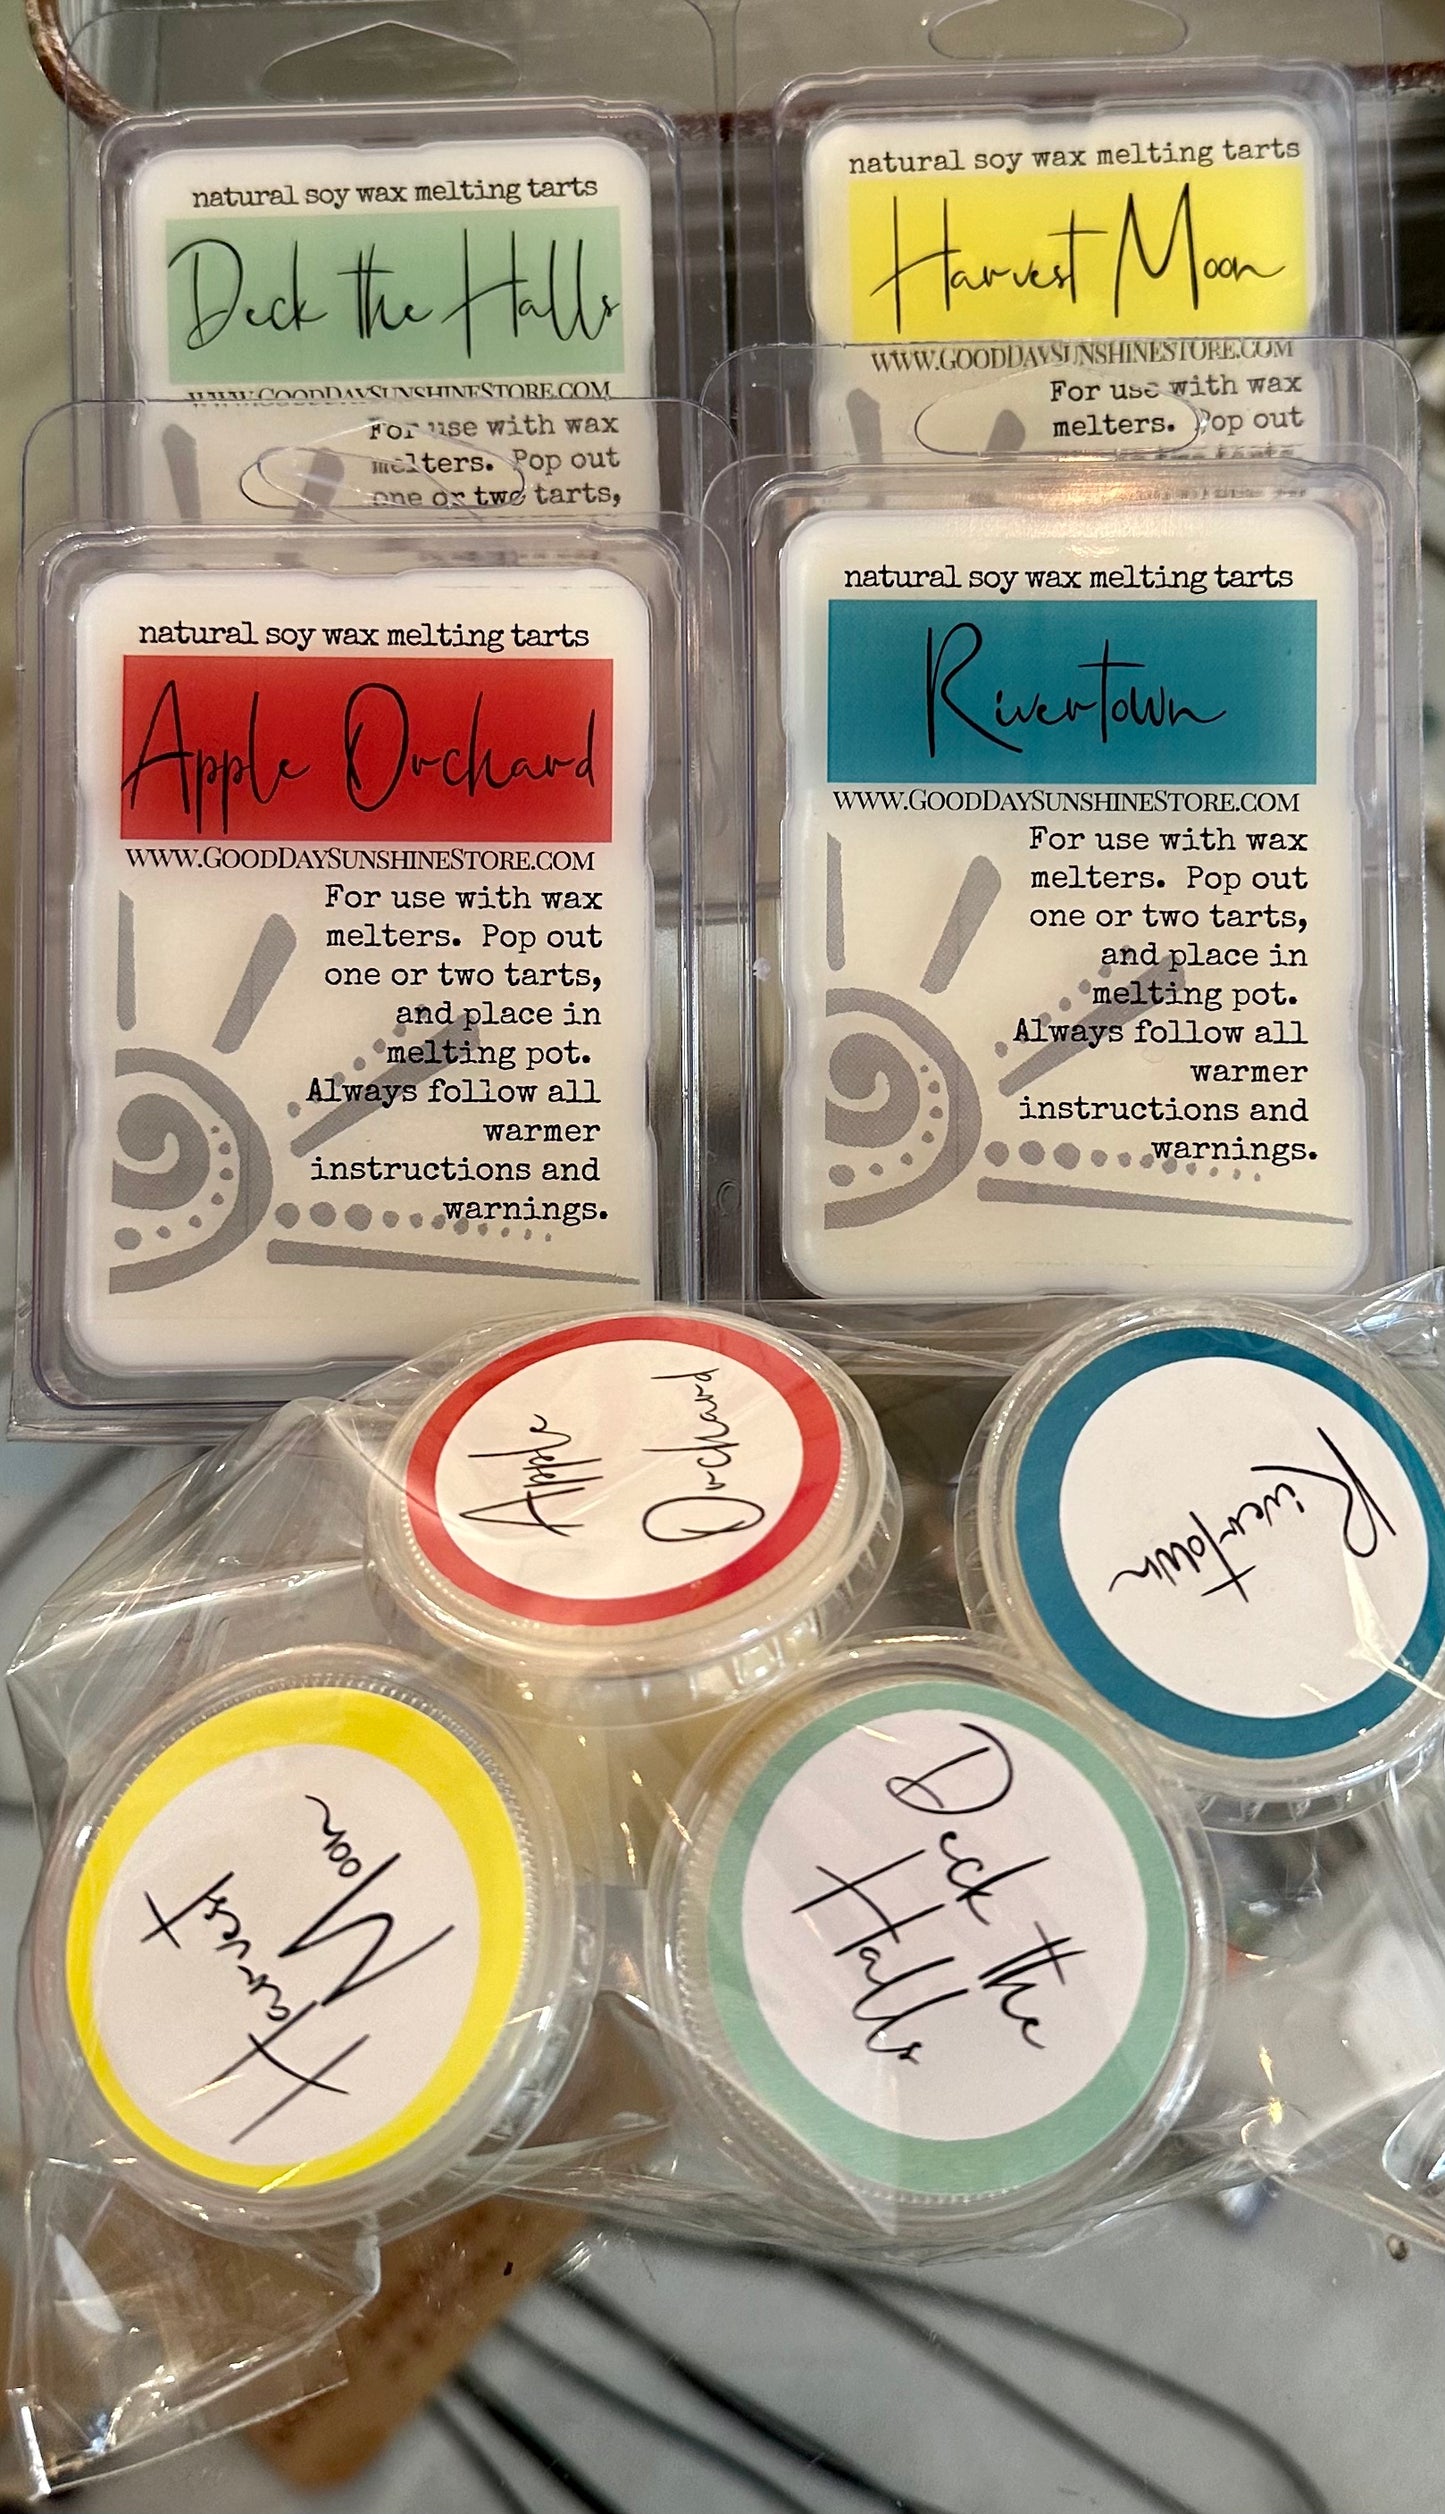 natural soy wax melting tarts
Deck the Halls
WWW.GOODDAYSUNSHINESTORE.COM
For use with wax
melters. Pop out
one or two tarts,
natural soy wax melting tarts
Harvest Moon
WWW.GOODDAYSUNSHINESTORE.COM
For use with wax
melters. Pop out
natural soy wax melting tarts
Apple Orchard
WWW.GOODDAYSUNSHINESTORE.COM
For use with wax
melters. Pop out
one or two tarts,
and place in
melting pot.
Always follow all
warmer
instructions and
warnings.
natural soy wax melting tarts
Rivertown
WWW.GOODDAYSUNSHINESTORE.COM
For use with wax
melters. Pop out
one or two tarts,
and place in
melting pot.
Always follow all
warmer
instructions and
warnings.
Apple
Orchard
Rivertown
Harvest
Moon
Deck the
Halls